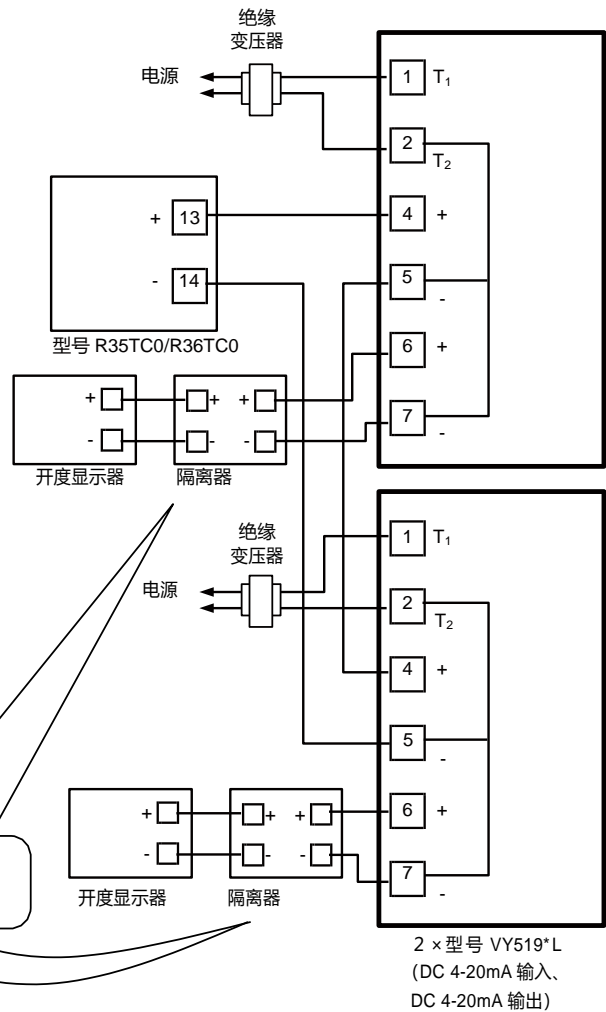 绝缘
变压器
电源
1 T₁
2 T₂
+ 13
4 +
- 14
5 -
型号 R35TC0/R36TC0
6 +
+ + +
- - -
7 -
开度显示器 隔离器
绝缘
变压器
1 T₁
电源
2 T₂
4 +
5 -
+ + +
6 +
- - -
7 -
开度显示器 隔离器
2 ×型号 VY519*L
(DC 4-20mA 输入、
DC 4-20mA 输出)